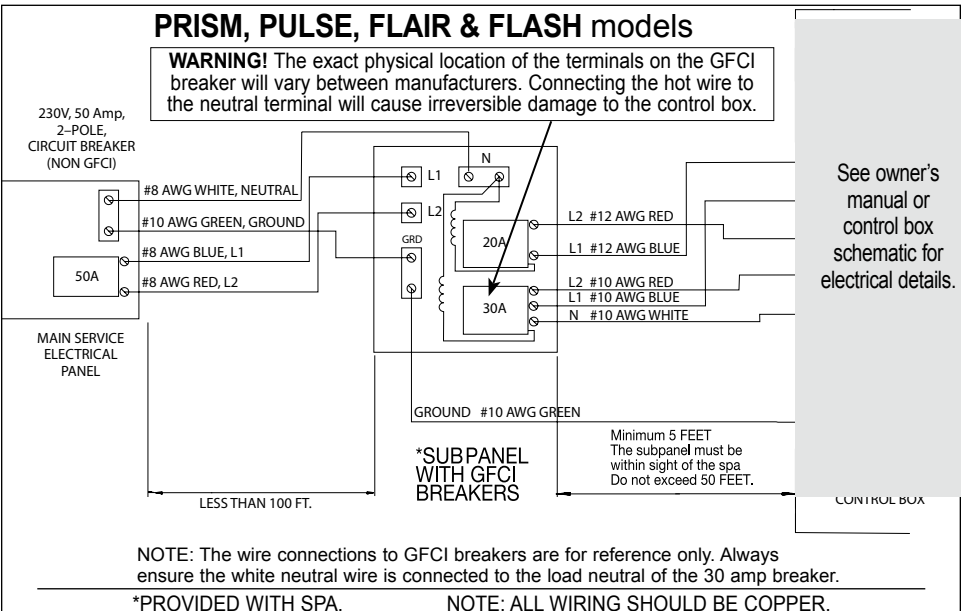 PRISM, PULSE, FLAIR & FLASH models
WARNING! The exact physical location of the terminals on the GFCI
breaker will vary between manufacturers. Connecting the hot wire to
the neutral terminal will cause irreversible damage to the control box.
230V, 50 Amp,
2–POLE,
CIRCUIT BREAKER
(NON GFCI)
#8 AWG WHITE, NEUTRAL
#10 AWG GREEN, GROUND
#8 AWG BLUE, L1
#8 AWG RED, L2
50A
MAIN SERVICE
ELECTRICAL
PANEL
L1
N
L2
GRD
20A
30A
L2 #12 AWG RED
L1 #12 AWG BLUE
L2 #10 AWG RED
L1 #10 AWG BLUE
N #10 AWG WHITE
See owner's
manual or
control box
schematic for
electrical details.
GROUND #10 AWG GREEN
*SUBPANEL
WITH GFCI
BREAKERS
Minimum 5 FEET
The subpanel must be
within sight of the spa
Do not exceed 50 FEET.
LESS THAN 100 FT.
CONTROL BOX
NOTE: The wire connections to GFCI breakers are for reference only. Always
ensure the white neutral wire is connected to the load neutral of the 30 amp breaker.
*PROVIDED WITH SPA. NOTE: ALL WIRING SHOULD BE COPPER.